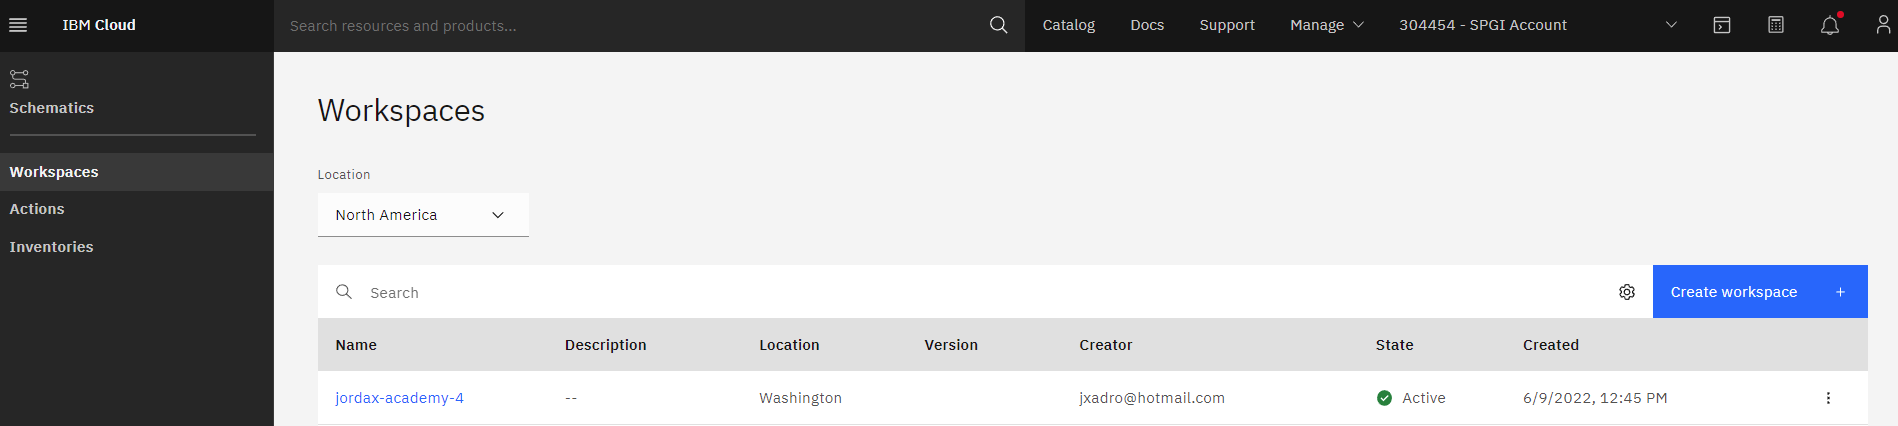 IBM Cloud
Search resources and products...
Catalog
Docs
Support
Manage
304454 - SPGI Account
Schematics
Workspaces
Actions
Inventories
Workspaces
Location
North America
Search
Create workspace +
Name Description Location Version Creator State Created
jordax-academy-4 -- Washington jxadro@hotmail.com Active 6/9/2022, 12:45 PM